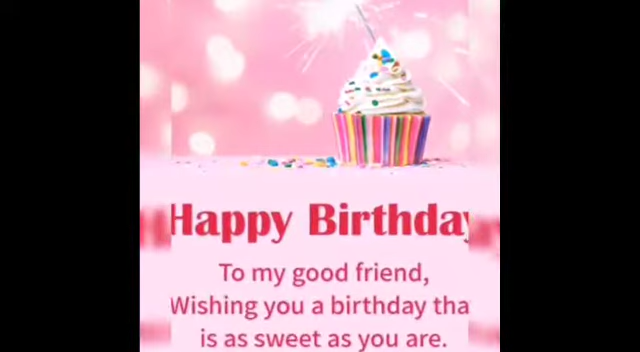 Happy Birthday
To my good friend,
Wishing you a birthday tha
is as sweet as you are.